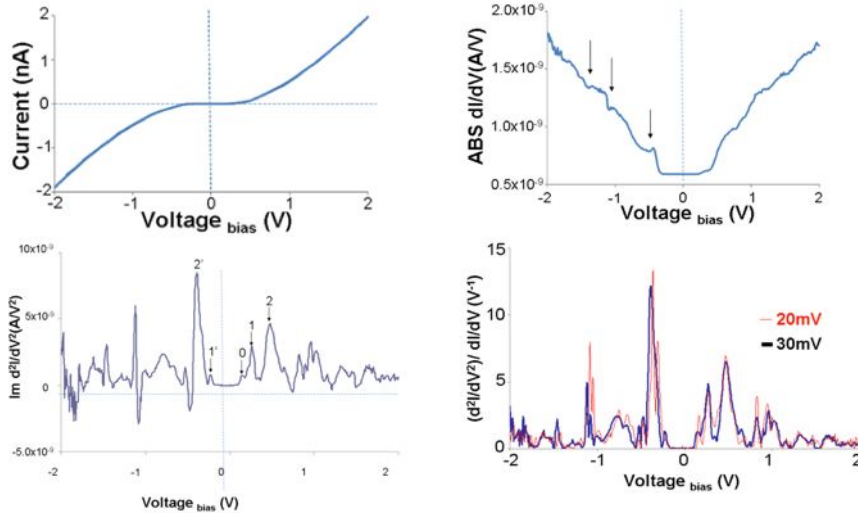 Current (nA)
2
1
0
-1
-2
-2
-1
0
1
2
Voltage bias (V)
ABS dI/dV(A/V)
2.0x10-9
1.5x10-9
1.0x10-9
0.5x10-9
-2
-1
0
1
2
Voltage bias (V)
Im d2I/dV2(A/V2)
10x10-9
5x10-9
0
-5.0x10-9
2'
1'
0
1
2
-2
-1
0
1
2
Voltage bias (V)
(d2I/dV2)/ dI/dV (V-1)
15
10
5
0
20mV
30mV
-2
-1
0
1
2
Voltage bias (V)